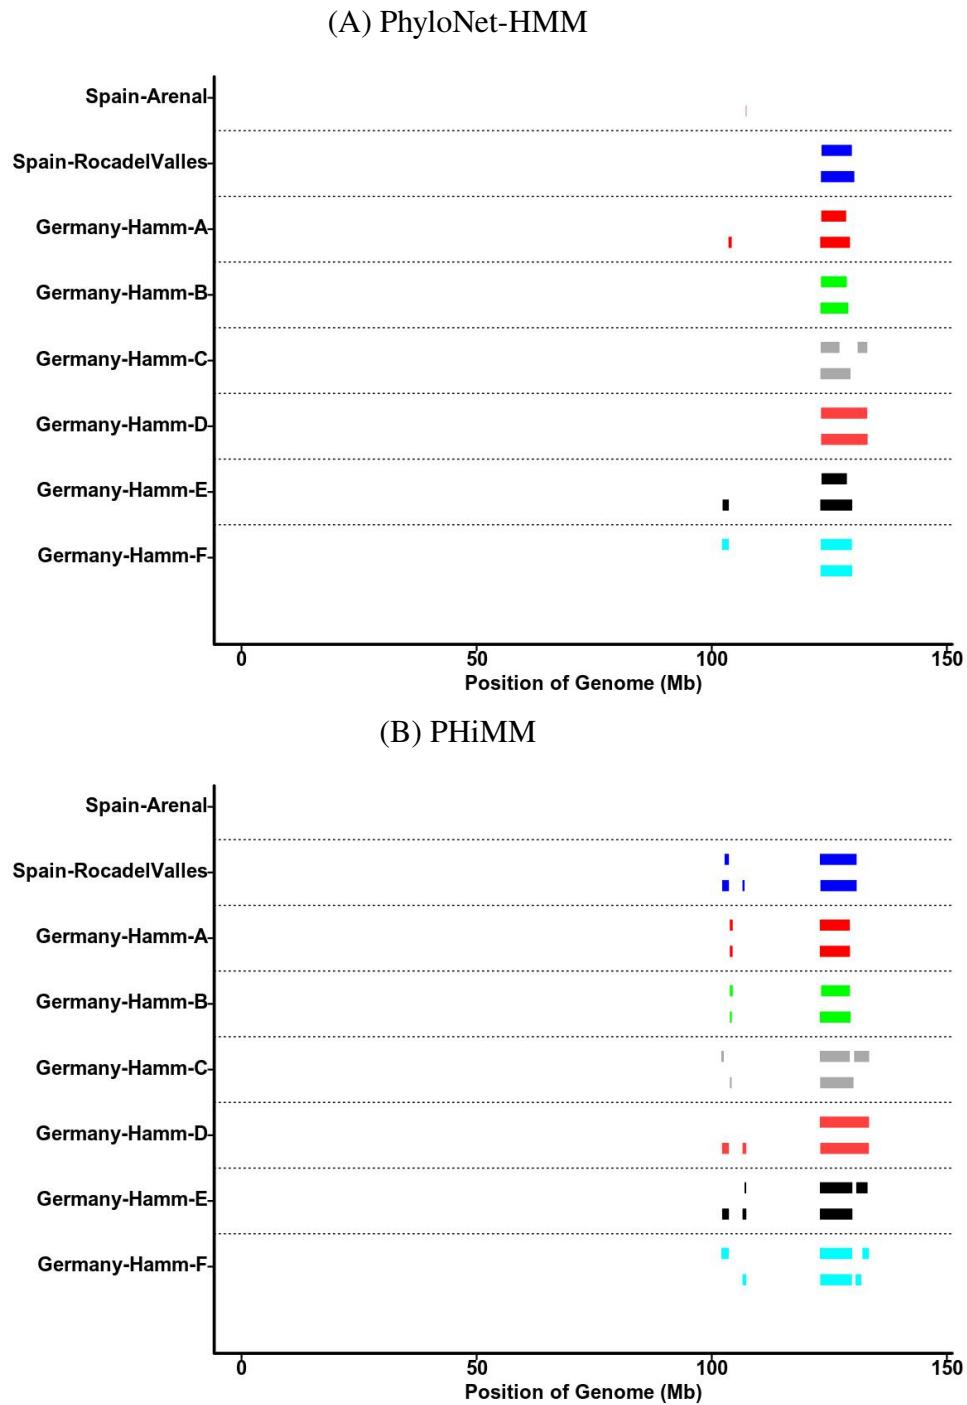 (A) PhyloNet-HMM
Spain-Arenal
Spain-RocadelValles
Germany-Hamm-A
Germany-Hamm-B
Germany-Hamm-C
Germany-Hamm-D
Germany-Hamm-E
Germany-Hamm-F
0 50 100 150
Position of Genome (Mb)
(B) PHiMM
Spain-Arenal
Spain-RocadelValles
Germany-Hamm-A
Germany-Hamm-B
Germany-Hamm-C
Germany-Hamm-D
Germany-Hamm-E
Germany-Hamm-F
0 50 100 150
Position of Genome (Mb)